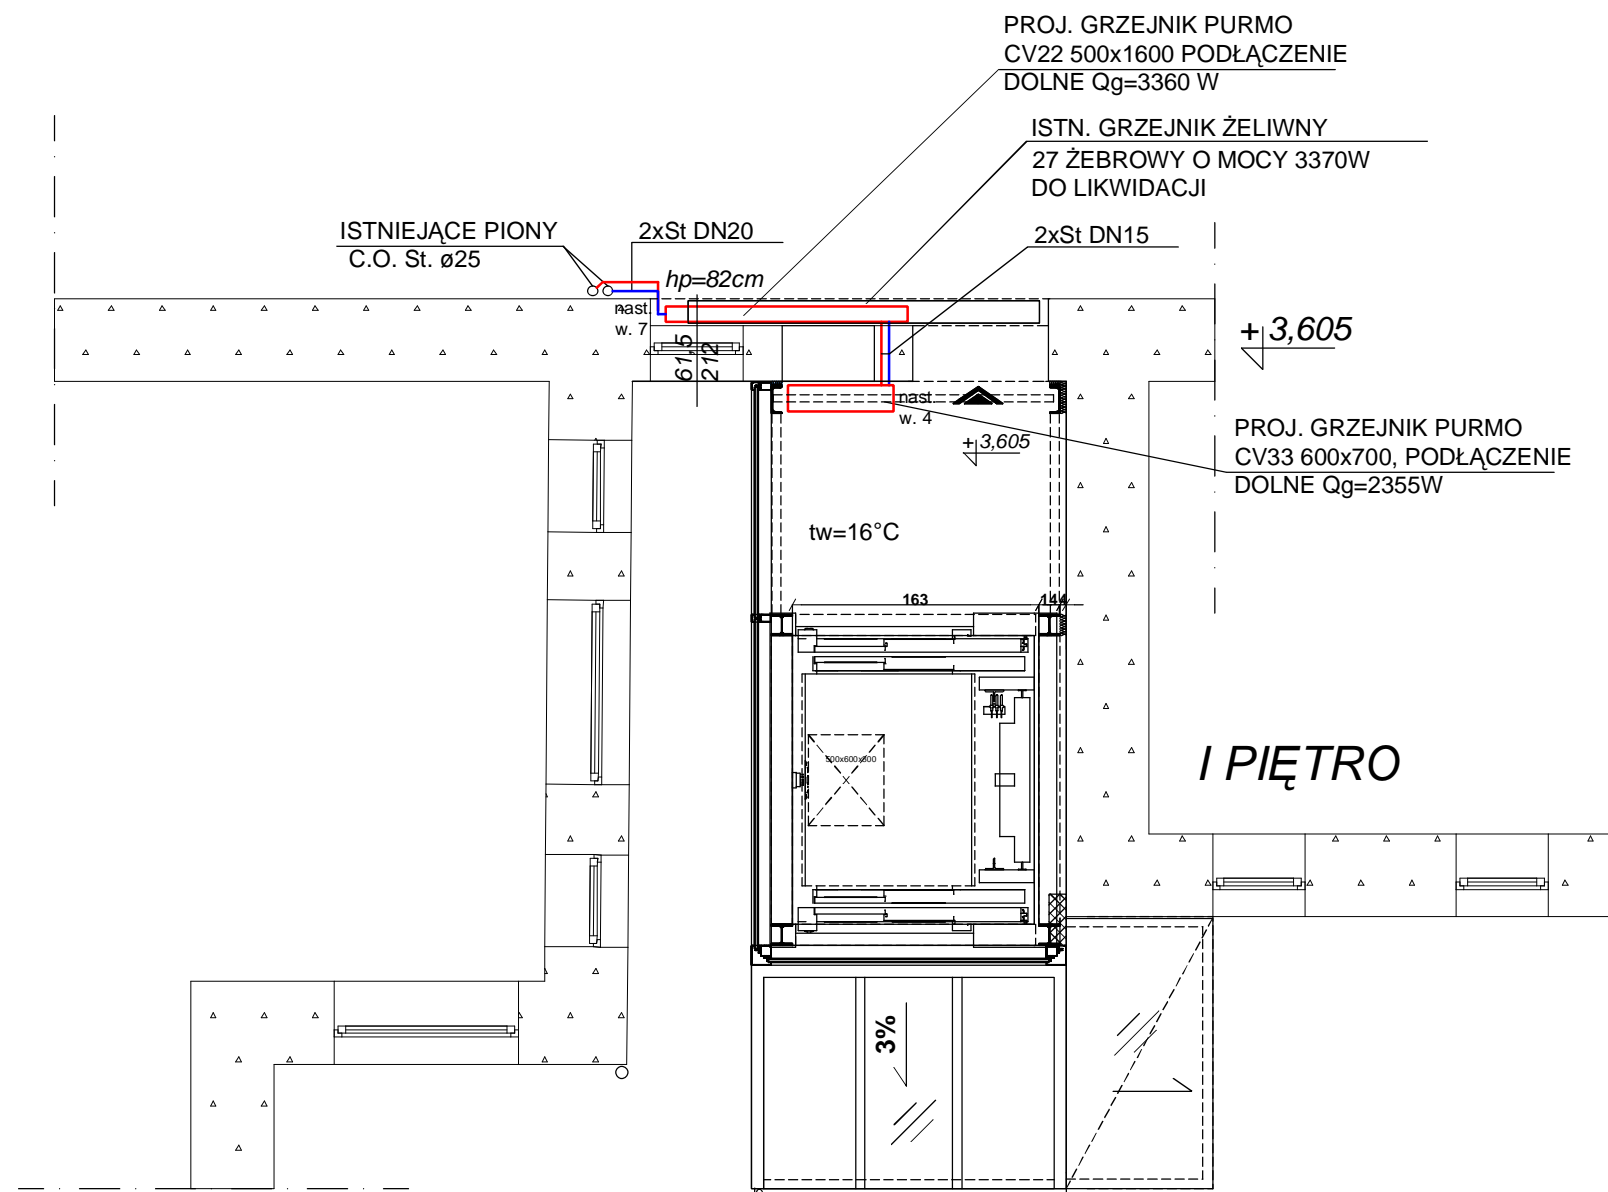 PROJ. GRZEJNIK PURMO
CV22 500x1600 PODŁĄCZENIE
DOLNE Qg=3360 W
ISTN. GRZEJNIK ŻELIWNY
27 ŻEBROWY O MOCY 3370W
DO LIKWIDACJI
ISTNIEJĄCE PIONY
C.O. St. ø25
2xSt DN20
2xSt DN15
hp=82cm
nast.
w. 7
61,5
212
+3,605
nast.
w. 4
+3,605
PROJ. GRZEJNIK PURMO
CV33 600x700, PODŁĄCZENIE
DOLNE Qg=2355W
tw=16°C
163
14
I PIĘTRO
3%